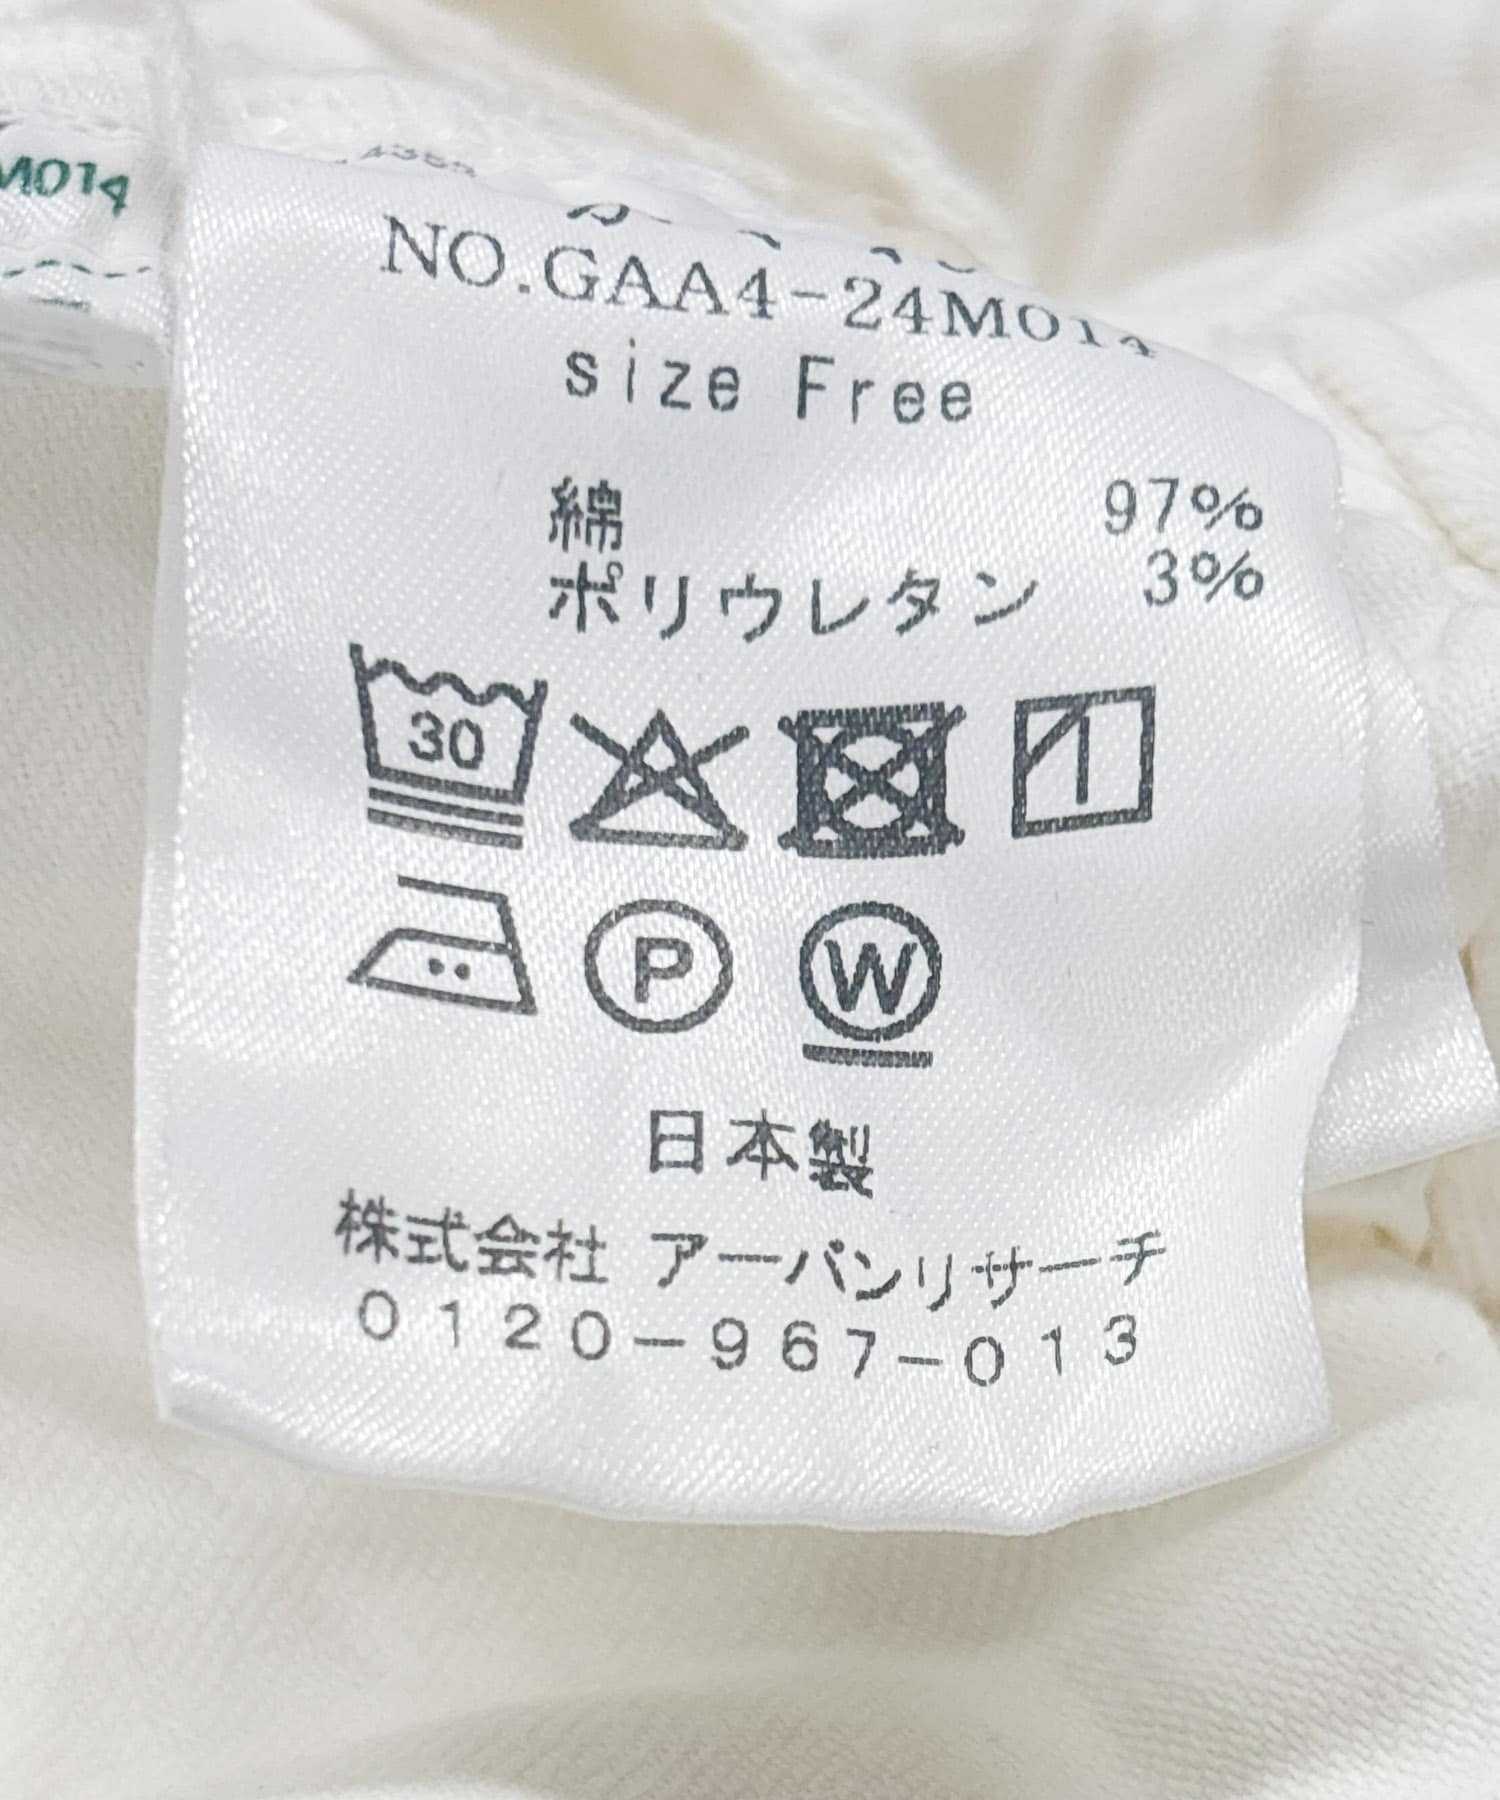 M014
NO.GAA4-24M014
size Free
綿 97%
ポリウレタン 3%
30
P W
日本製
株式会社 アーバンリサーチ
0120-967-013